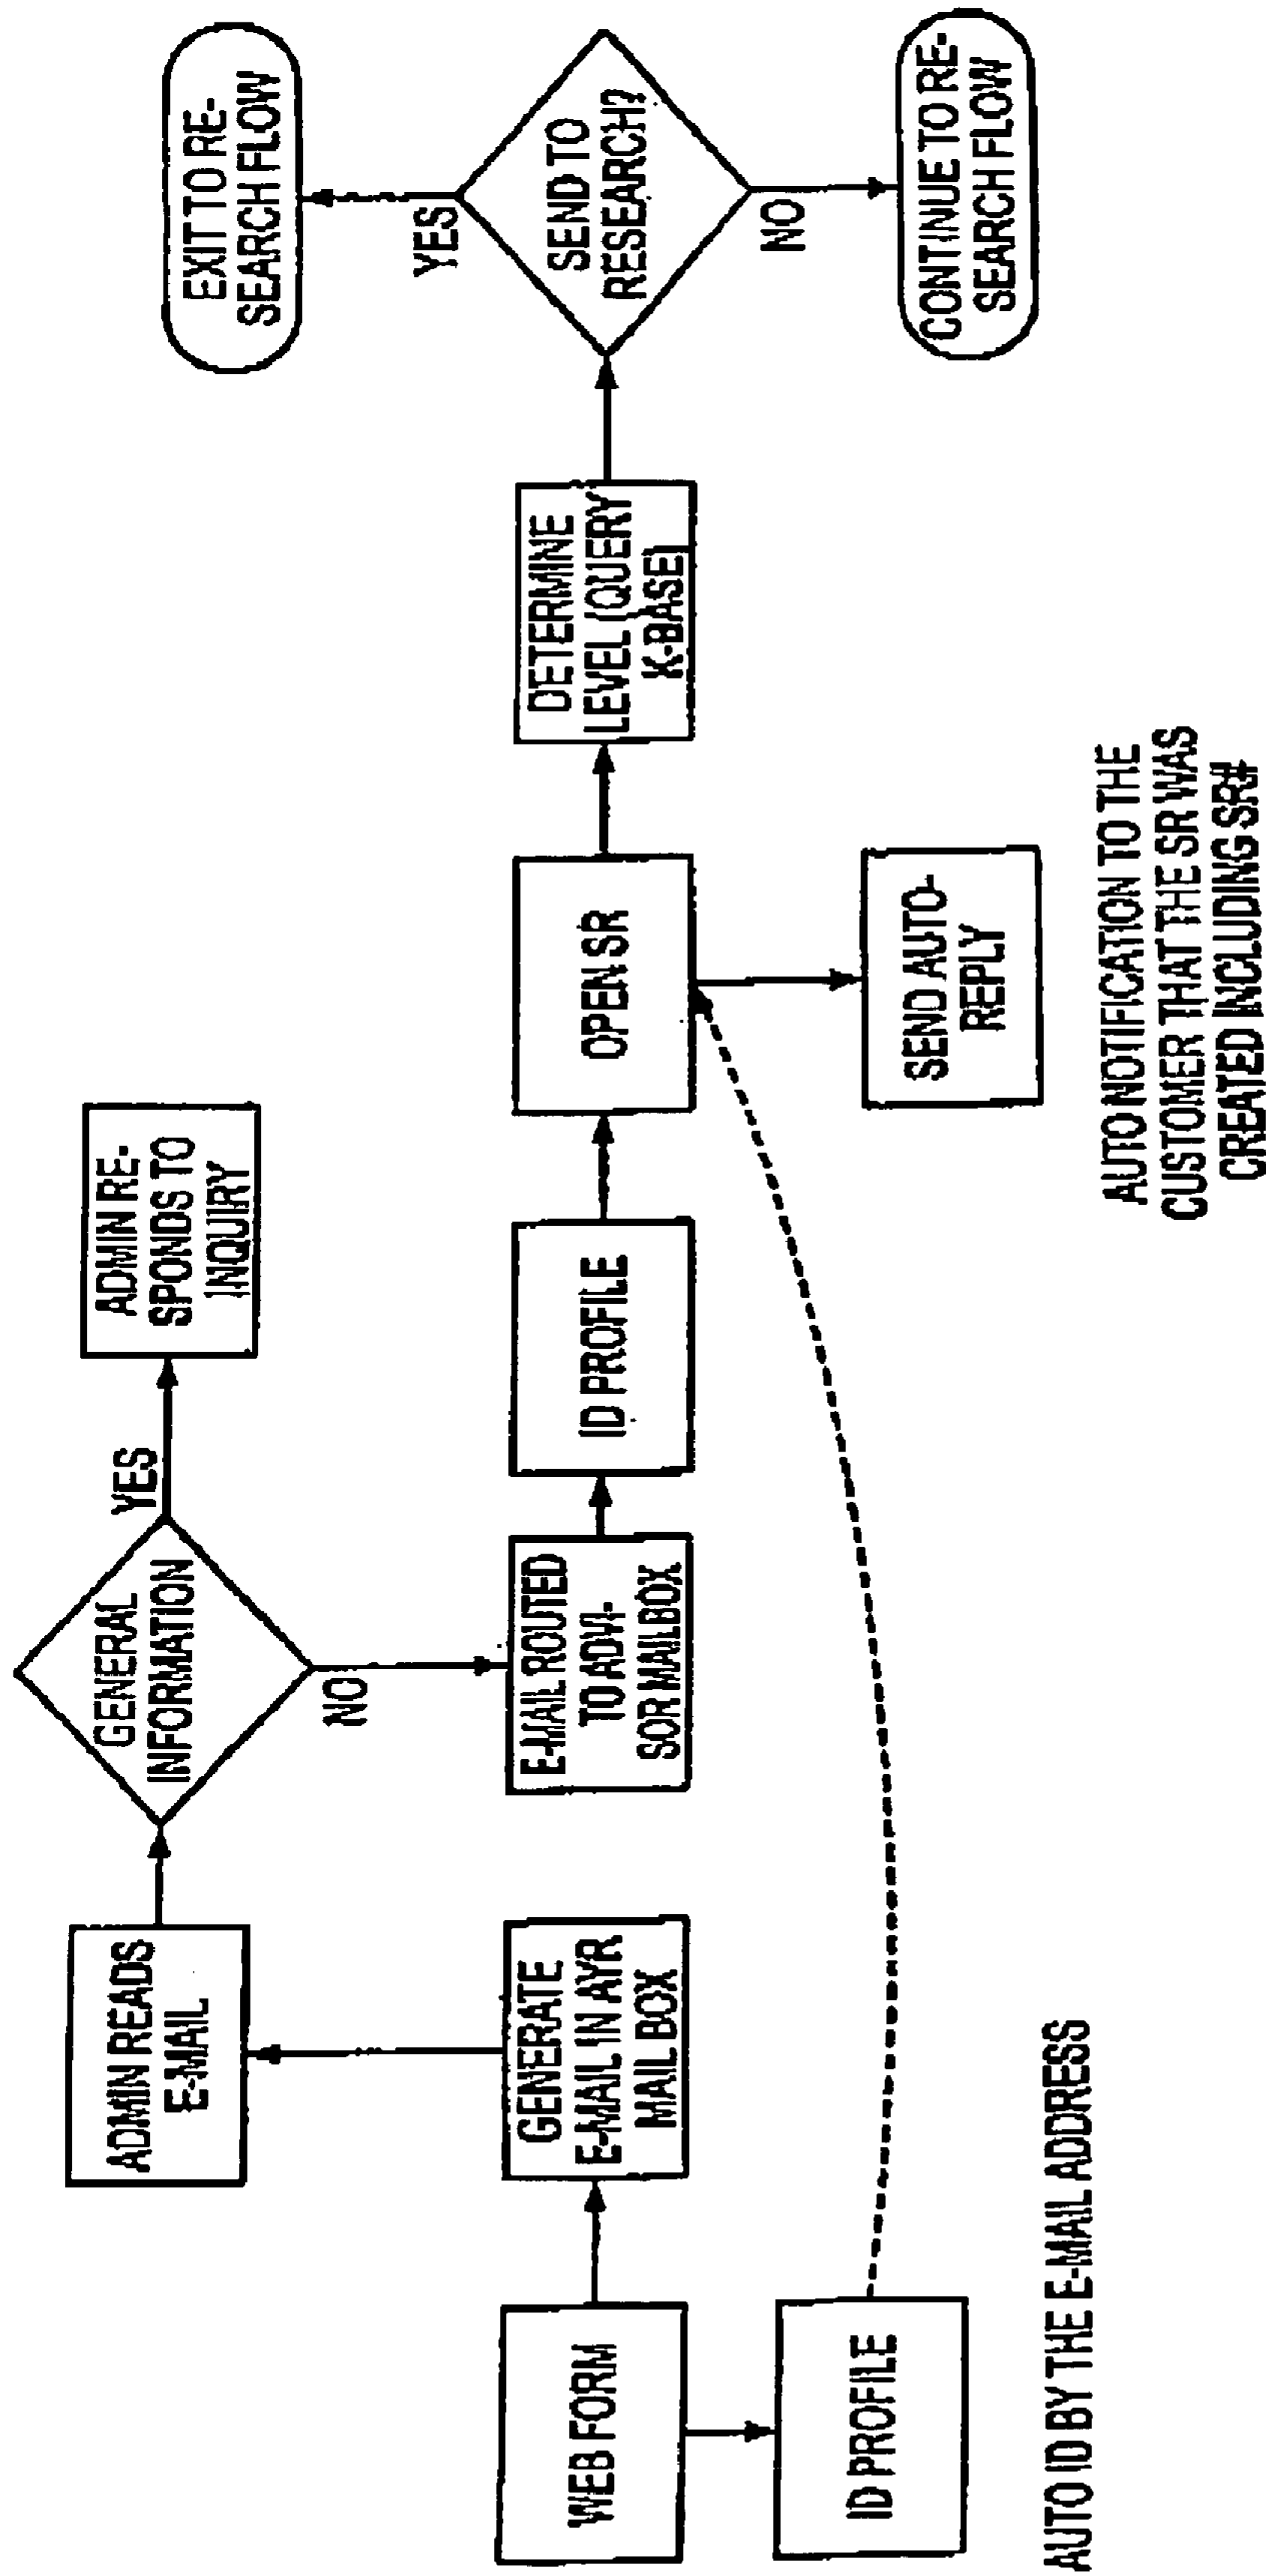 WEB FORM
GENERATE
E-MAIL IN AYR
MAIL BOX
ID PROFILE
AUTO ID BY THE E-MAIL ADDRESS
ADMIN READS
E-MAIL
GENERAL
INFORMATION
YES
NO
ADMIN RE-
SPONDS TO
INQUIRY
E-MAIL ROUTED
TO ADVI-
SOR MAILBOX
ID PROFILE
OPEN SR
SEND AUTO-
REPLY
AUTO NOTIFICATION TO THE
CUSTOMER THAT THE SR WAS
CREATED INCLUDING SR#
DETERMINE
LEVEL (QUERY
K-BASE)
SEND TO
RESEARCH?
YES
NO
EXIT TO RE-
SEARCH FLOW
CONTINUE TO RE-
SEARCH FLOW